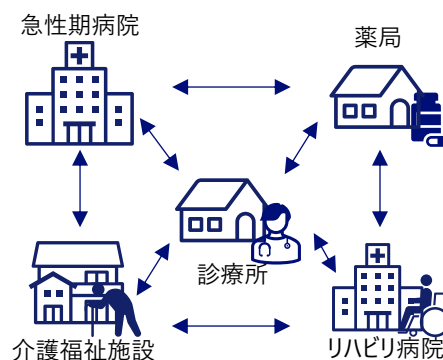 急性期病院
薬局
診療所
介護福祉施設
リハビリ病院